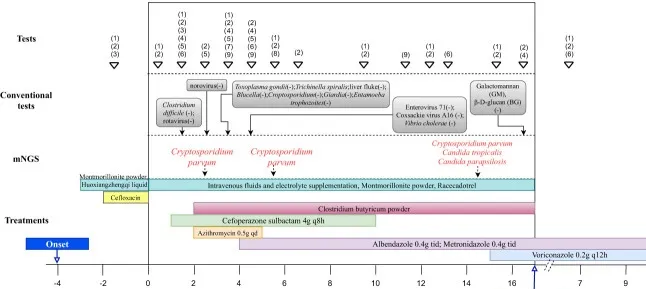 Tests
(1)
(2)
(3)
(1)
(2)
(1)
(2)
(3)
(4)
(5)
(6)
(2)
(5)
(1)
(2)
(4)
(5)
(7)
(9)
(2)
(4)
(5)
(6)
(9)
(1)
(2)
(8)
(2)
(1)
(2)
(9)
(1)
(2)
(6)
(1)
(2)
(2)
(4)
(1)
(2)
(6)
Conventional
tests
Clostridium
difficile (-);
rotavirus(-)
norovirus(-)
Toxoplasma gondii(-);Trichinella spiralis;liver fluke(-);
Blucella(-);Croptosporidium(-);Giardia(-);Entamoeba
trophozoites(-)
Enterovirus 71(-);
Coxsackie virus A16 (-);
Vibrio cholerae (-)
Galactomannan
(GM),
β-D-glucan (BG)
(-)
mNGS
Cryptosporidium
parvum
Cryptosporidium
parvum
Cryptosporidium parvum
Candida tropicalis
Candida parapsilosis
Treatments
Montmorillonite powder,
Huoxiangzhengqi liquid
Intravenous fluids and electrolyte supplementation, Montmorillonite powder, Racecadotrel
Cefloxacin
Clostridium butyricum powder
Cefoperazone sulbactam 4g q8h
Azithromycin 0.5g qd
Onset
Albendazole 0.4g tid; Metronidazole 0.4g tid
Voriconazole 0.2g q12h
-4 -2 0 2 4 6 8 10 12 14 16 7 9